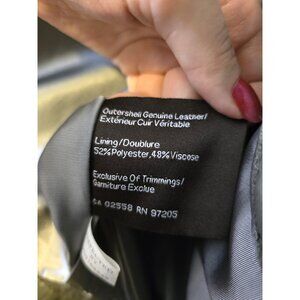 Outershell Genuine Leather/
Extérieur Cuir Véritable
Lining/Doublure
52%Polyester,48%Viscose
Exclusive Of Trimmings/
Garniture Exclue
CA 02558 RN 97205